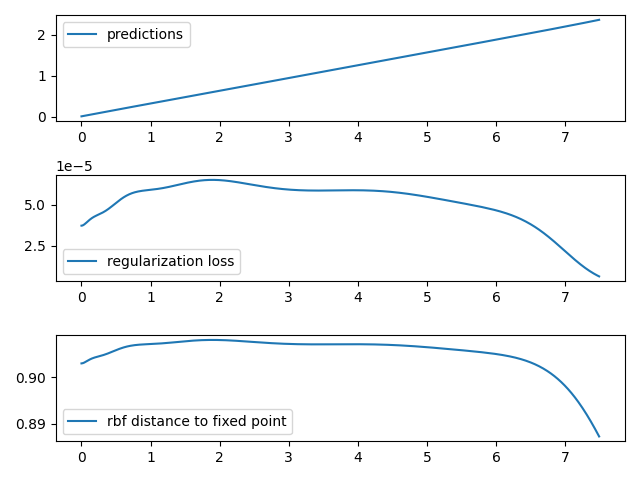 2
predictions
1
0
0 1 2 3 4 5 6 7
1e−5
5.0
2.5
regularization loss
0 1 2 3 4 5 6 7
0.90
rbf distance to fixed point
0.89
0 1 2 3 4 5 6 7